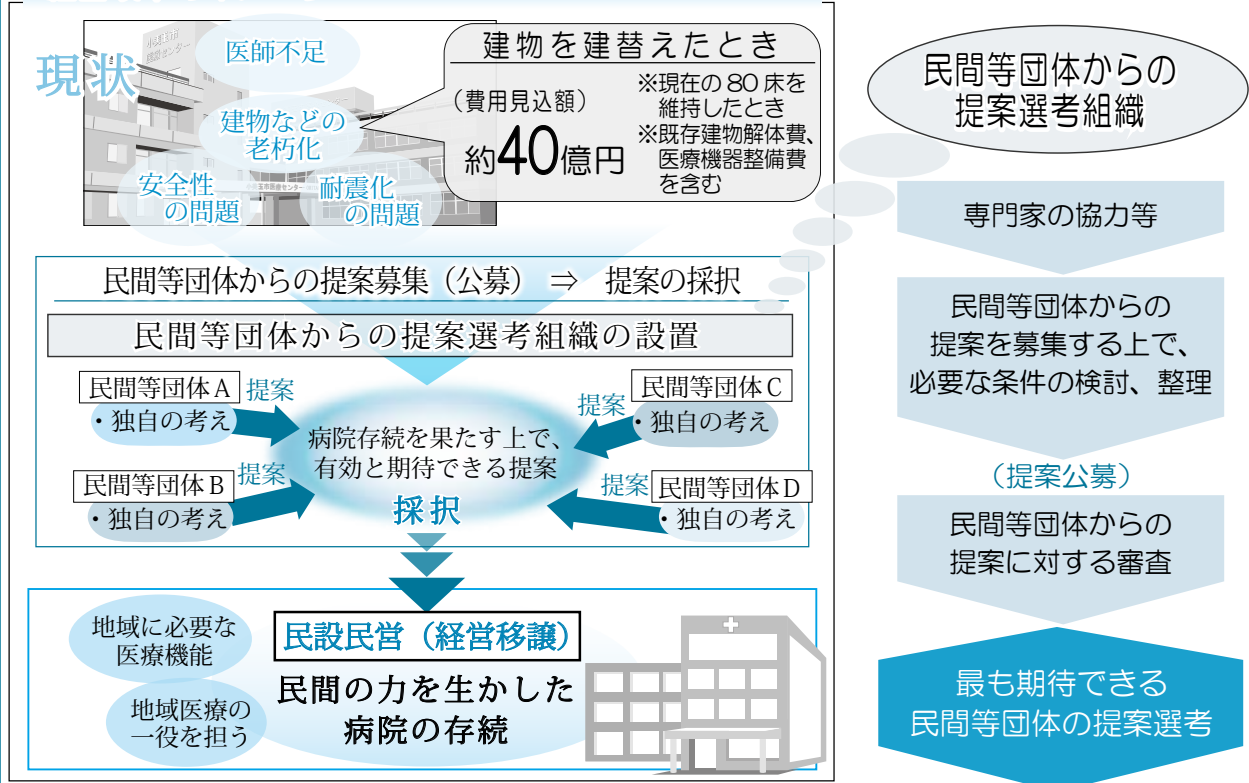 現状
医師不足
建物などの
老朽化
安全性
の問題
耐震化
の問題
建物を建替えたとき
(費用見込額)
約40億円
※現在の80床を
維持したとき
※既存建物解体費、
医療機器整備費
を含む
民間等団体からの提案募集(公募) ⇒ 提案の採択
民間等団体からの提案選考組織の設置
民間等団体A
・独自の考え
提案
民間等団体B
・独自の考え
提案
民間等団体C
・独自の考え
提案
民間等団体D
・独自の考え
提案
病院存続を果たす上で、
有効と期待できる提案
採択
地域に必要な
医療機能
地域医療の
一役を担う
民設民営(経営移譲)
民間の力を生かした
病院の存続
民間等団体からの
提案選考組織
専門家の協力等
民間等団体からの
提案を募集する上で、
必要な条件の検討、整理
(提案公募)
民間等団体からの
提案に対する審査
最も期待できる
民間等団体の提案選考